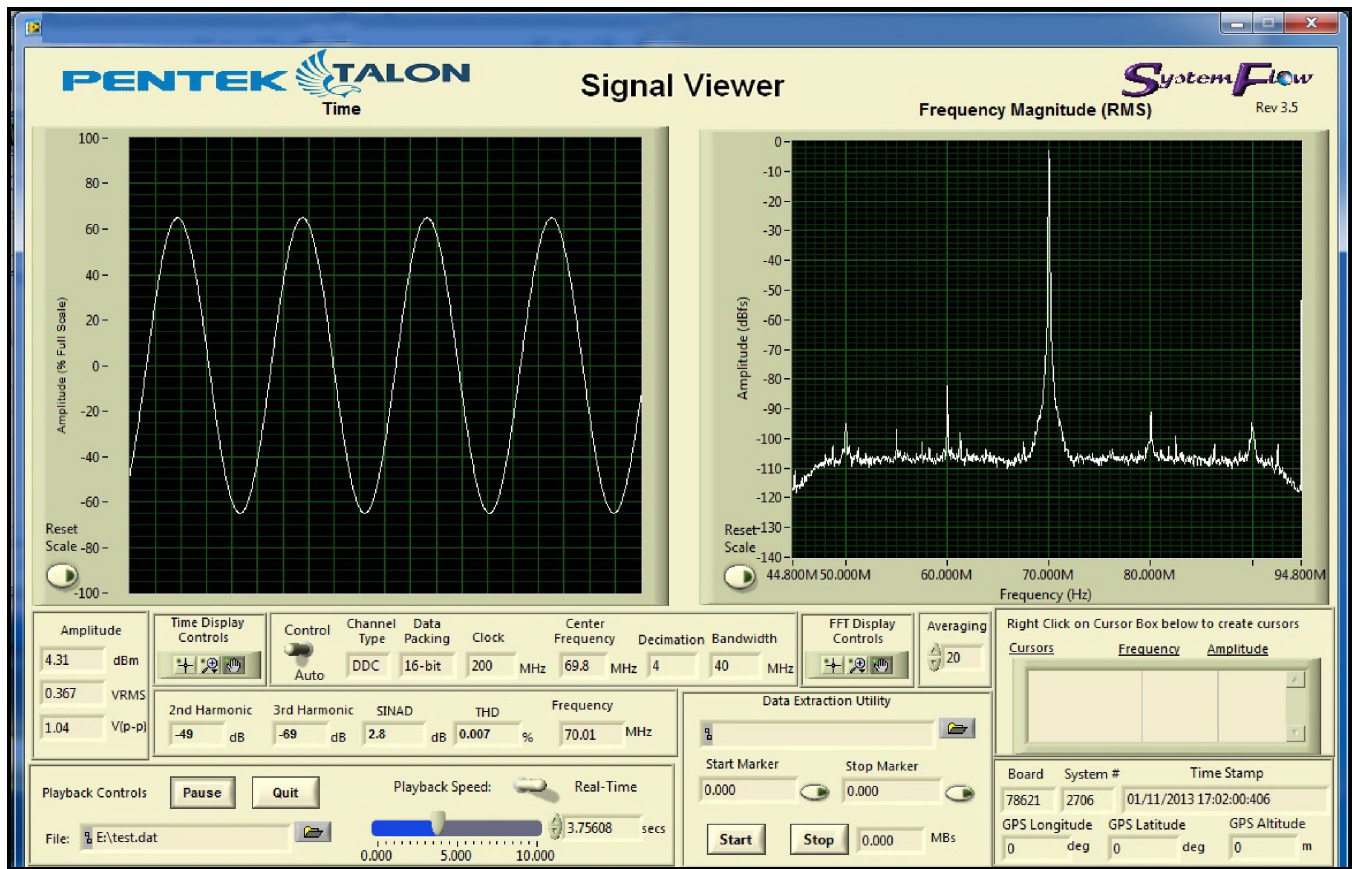 PENTEK TALON
Signal Viewer
SystemFlow
Rev 3.5
Time
Frequency Magnitude (RMS)
Amplitude (% Full Scale)
100
80
60
40
20
0
-20
-40
-60
-80
-100
Reset
Scale
Amplitude (dBfs)
0
-10
-20
-30
-40
-50
-60
-70
-80
-90
-100
-110
-120
-130
-140
Reset
Scale
44.800M 50.000M 60.000M 70.000M 80.000M 94.800M
Frequency (Hz)
Amplitude
4.31 dBm
0.367 VRMS
1.04 V(p-p)
Time Display
Controls
Control
Auto
Channel
Type
DDC
Data
Packing
16-bit
Clock
200 MHz
Center
Frequency
69.8 MHz
Decimation
4
Bandwidth
40 MHz
FFT Display
Controls
Averaging
20
Right Click on Cursor Box below to create cursors
Cursors Frequency Amplitude
2nd Harmonic
-49 dB
3rd Harmonic
-69 dB
SINAD
2.8 dB
THD
0.007 %
Frequency
70.01 MHz
Data Extraction Utility
Start Marker
0.000
Stop Marker
0.000
Start
Stop
0.000 MBs
Playback Controls
Pause
Quit
Playback Speed:
Real-Time
File: E:\test.dat
0.000 5.000 10.000
3.75608 secs
Board System # Time Stamp
78621 2706 01/11/2013 17:02:00:406
GPS Longitude GPS Latitude GPS Altitude
0 deg 0 deg 0 m